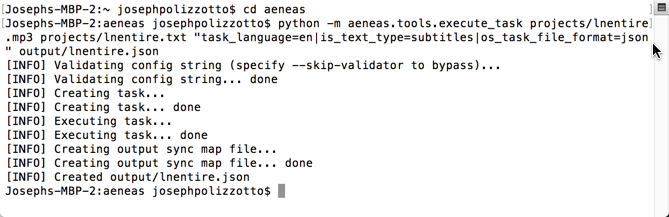 [Josephs-MBP-2:~ josephpolizzotto$ cd aeneas
[Josephs-MBP-2:aeneas josephpolizzotto$ python -m aeneas.tools.execute_task projects/lnentire]
.mp3 projects/lnentire.txt "task_language=en|is_text_type=subtitles|os_task_file_format=json
" output/lnentire.json
[INFO] Validating config string (specify --skip-validator to bypass)...
[INFO] Validating config string... done
[INFO] Creating task...
[INFO] Creating task... done
[INFO] Executing task...
[INFO] Executing task... done
[INFO] Creating output sync map file...
[INFO] Creating output sync map file... done
[INFO] Created output/lnentire.json
Josephs-MBP-2:aeneas josephpolizzotto$